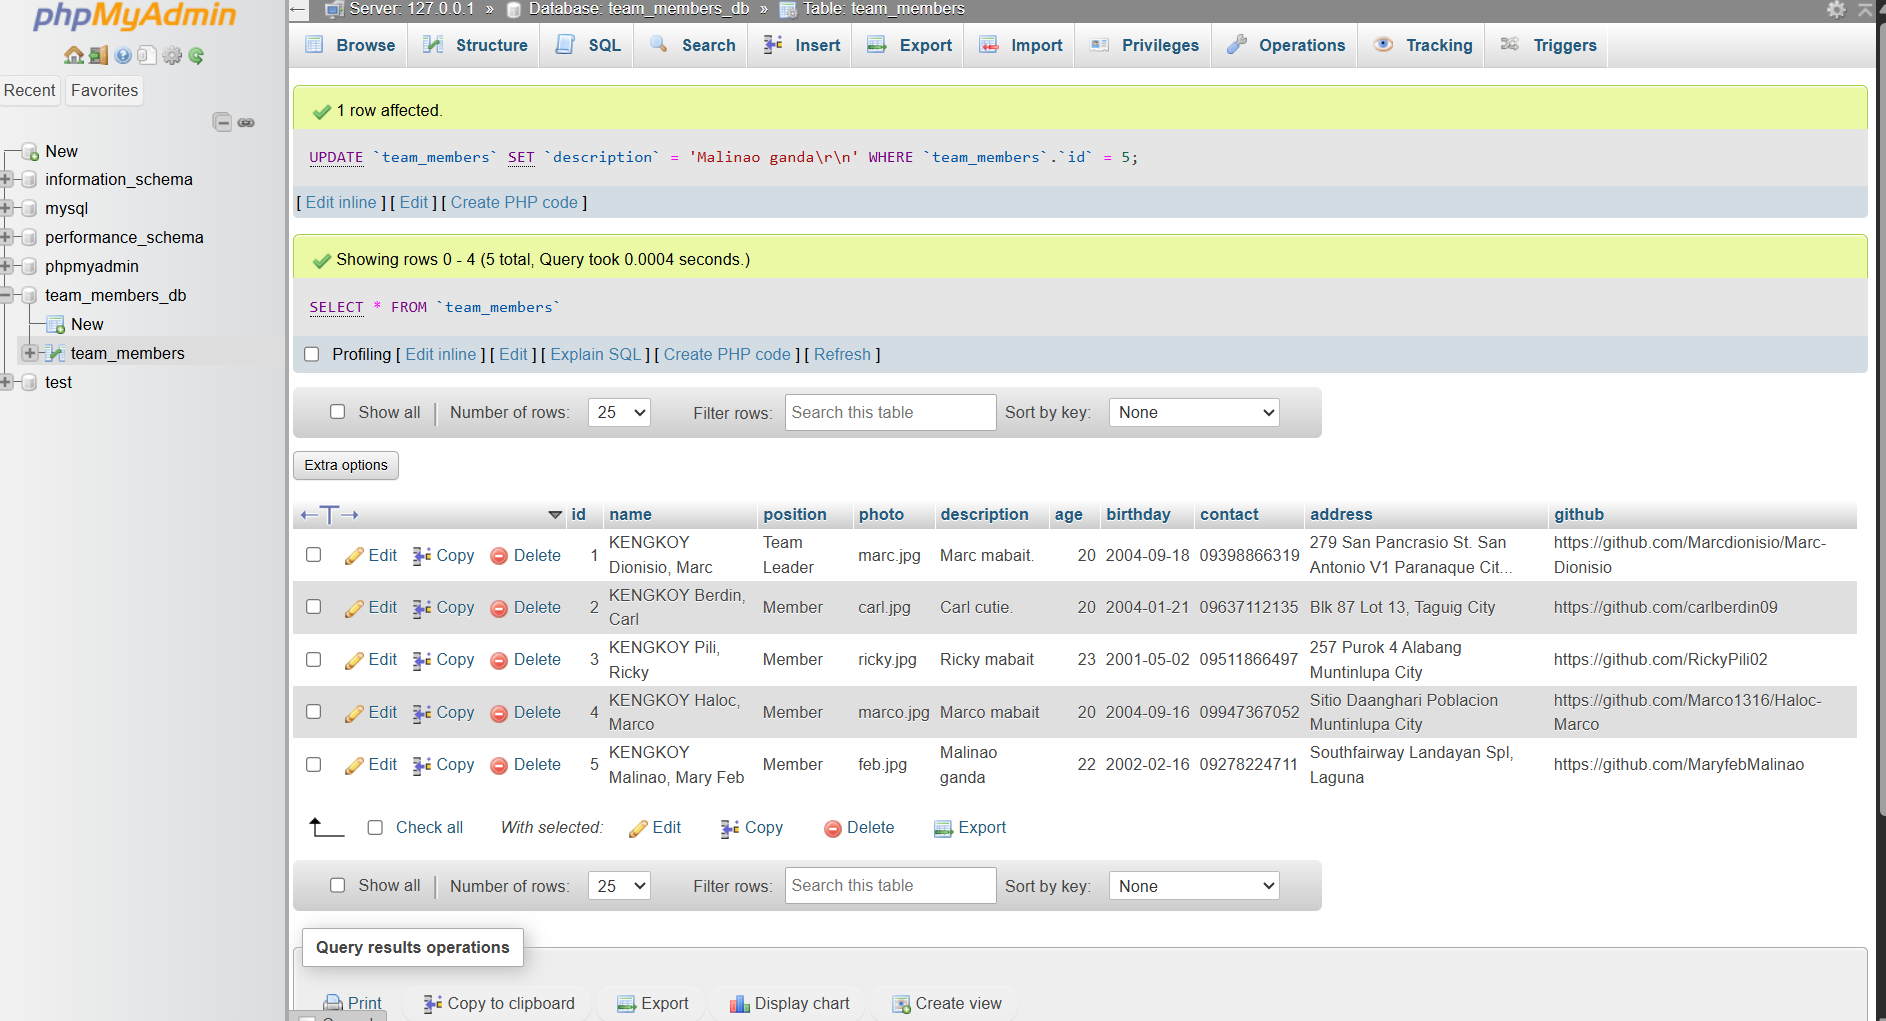 phpMyAdmin
Recent Favorites
New
information_schema
mysql
performance_schema
phpmyadmin
team_members_db
New
team_members
test
Server: 127.0.0.1 » Database: team_members_db » Table: team_members
Browse Structure SQL Search Insert Export Import Privileges Operations Tracking Triggers
1 row affected.
UPDATE `team_members` SET `description` = 'Malinao ganda\r\n' WHERE `team_members`.`id` = 5;
[ Edit inline ] [ Edit ] [ Create PHP code ]
Showing rows 0 - 4 (5 total, Query took 0.0004 seconds.)
SELECT * FROM `team_members`
Profiling [ Edit inline ] [ Edit ] [ Explain SQL ] [ Create PHP code ] [ Refresh ]
Show all Number of rows: 25 Filter rows: Search this table Sort by key: None
Extra options
id name position photo description age birthday contact address github
Edit Copy Delete 1 KENGKOY Dionisio, Marc Team Leader marc.jpg Marc mabait. 20 2004-09-18 09398866319 279 San Pancrasio St. San Antonio V1 Paranaque Cit... https://github.com/Marcdionisio/Marc-Dionisio
Edit Copy Delete 2 KENGKOY Berdin, Carl Member carl.jpg Carl cutie. 20 2004-01-21 09637112135 Blk 87 Lot 13, Taguig City https://github.com/carlberdin09
Edit Copy Delete 3 KENGKOY Pili, Ricky Member ricky.jpg Ricky mabait 23 2001-05-02 09511866497 257 Purok 4 Alabang Muntinlupa City https://github.com/RickyPili02
Edit Copy Delete 4 KENGKOY Haloc, Marco Member marco.jpg Marco mabait 20 2004-09-16 09947367052 Sitio Daanghari Poblacion Muntinlupa City https://github.com/Marco1316/Haloc-Marco
Edit Copy Delete 5 KENGKOY Malinao, Mary Feb Member feb.jpg Malinao ganda 22 2002-02-16 09278224711 Southfairway Landayan Spl, Laguna https://github.com/MaryfebMalinao
Check all With selected: Edit Copy Delete Export
Show all Number of rows: 25 Filter rows: Search this table Sort by key: None
Query results operations
Print Copy to clipboard Export Display chart Create view